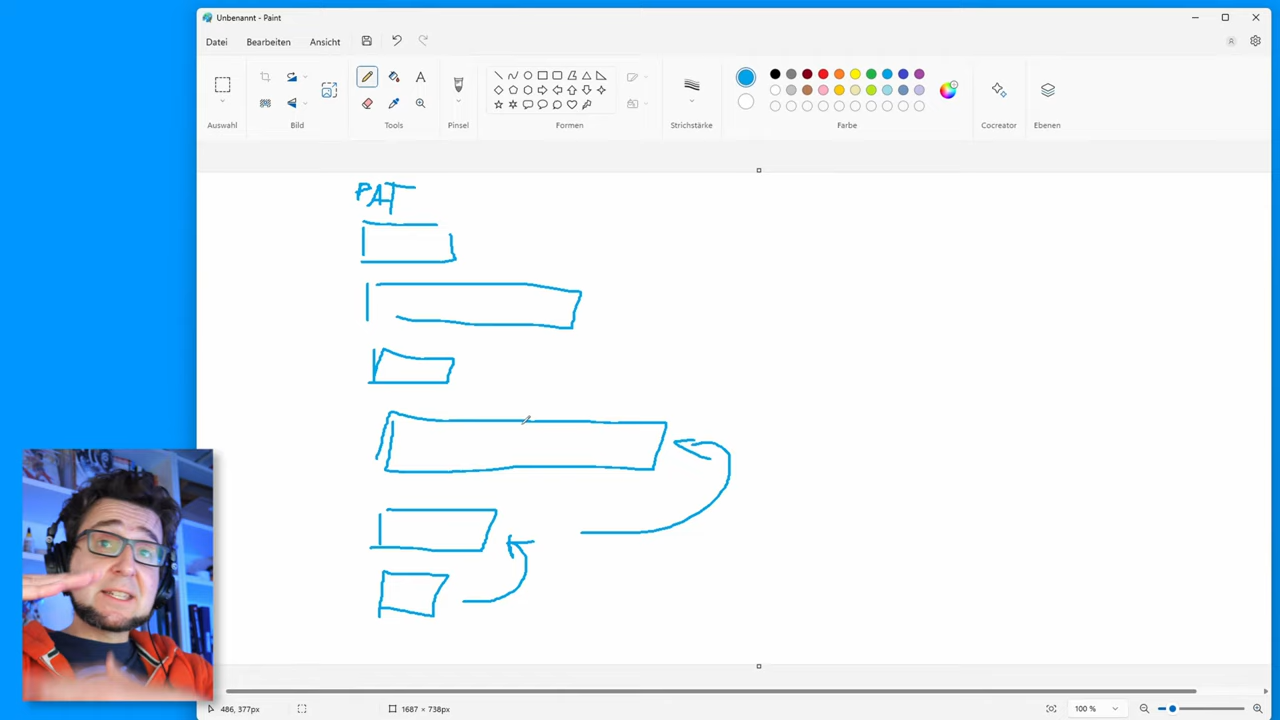 Unbenannt - Paint
Datei Bearbeiten Ansicht
A
Auswahl Bild Tools Pinsel Formen Strichstärke Farbe Cocreator Ebenen
PAT
486, 377px 1687 × 738px 100 %